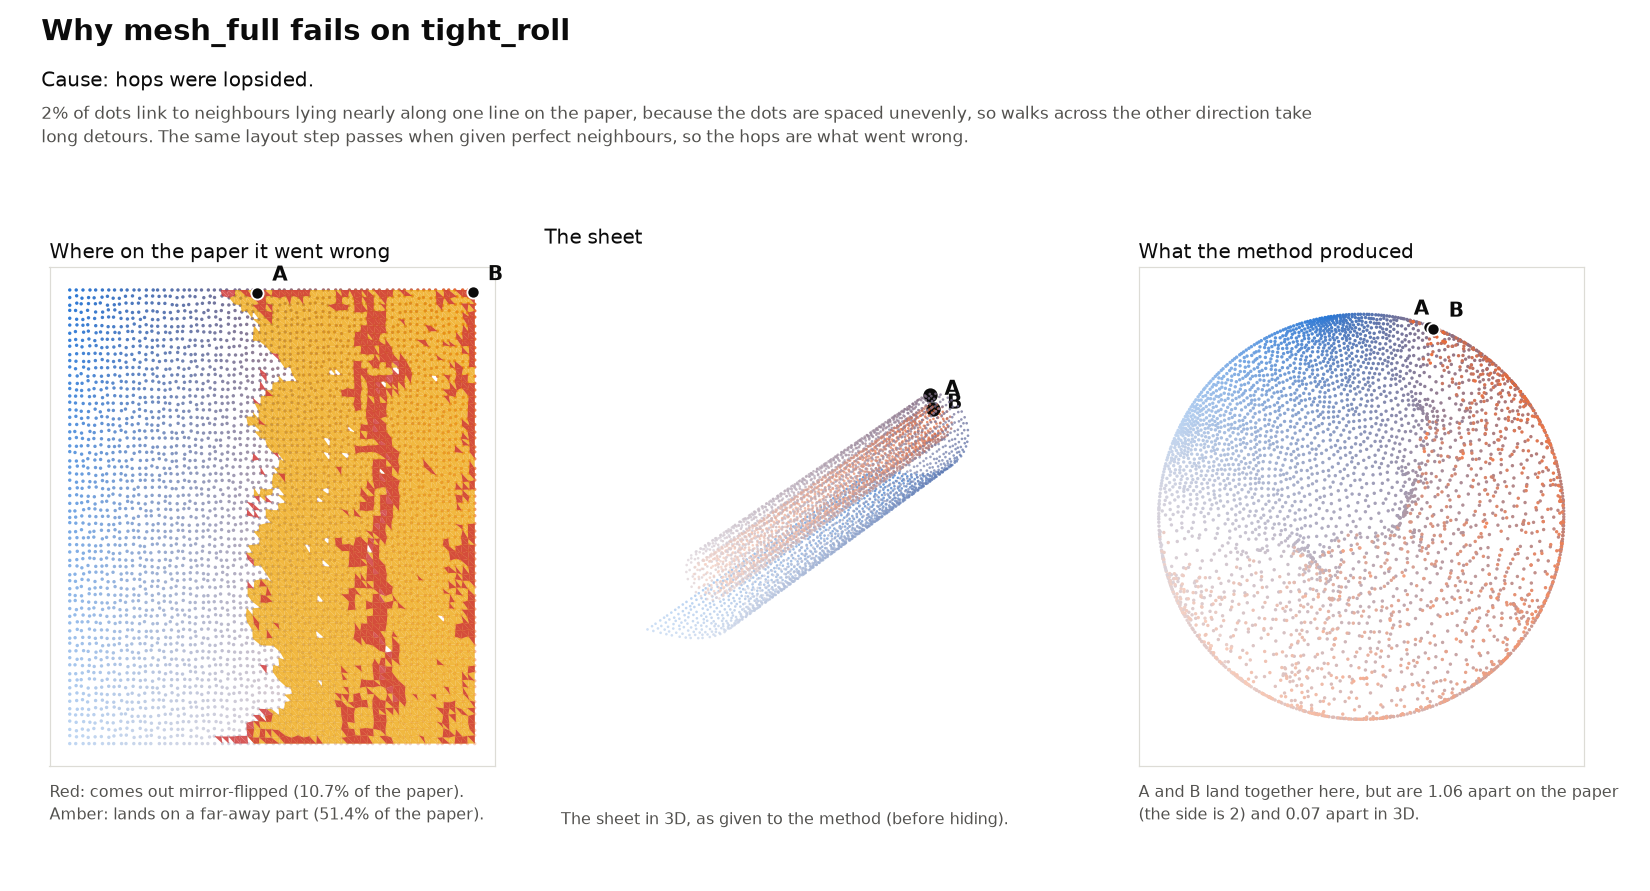 Why mesh_full fails on tight_roll
Cause: hops were lopsided.
2% of dots link to neighbours lying nearly along one line on the paper, because the dots are spaced unevenly, so walks across the other direction take
long detours. The same layout step passes when given perfect neighbours, so the hops are what went wrong.
Where on the paper it went wrong
A
B
Red: comes out mirror-flipped (10.7% of the paper).
Amber: lands on a far-away part (51.4% of the paper).
The sheet
A
B
The sheet in 3D, as given to the method (before hiding).
What the method produced
A B
A and B land together here, but are 1.06 apart on the paper
(the side is 2) and 0.07 apart in 3D.